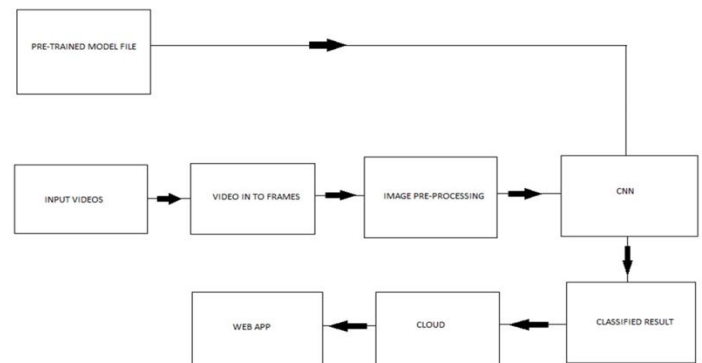 PRE-TRAINED MODEL FILE
INPUT VIDEOS
VIDEO IN TO FRAMES
IMAGE PRE-PROCESSING
CNN
WEB APP
CLOUD
CLASSIFIED RESULT